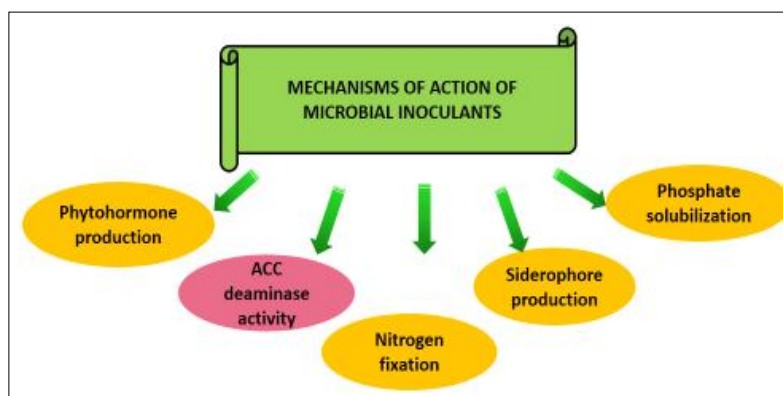 MECHANISMS OF ACTION OF
MICROBIAL INOCULANTS
Phytohormone
production
ACC
deaminase
activity
Nitrogen
fixation
Siderophore
production
Phosphate
solubilization